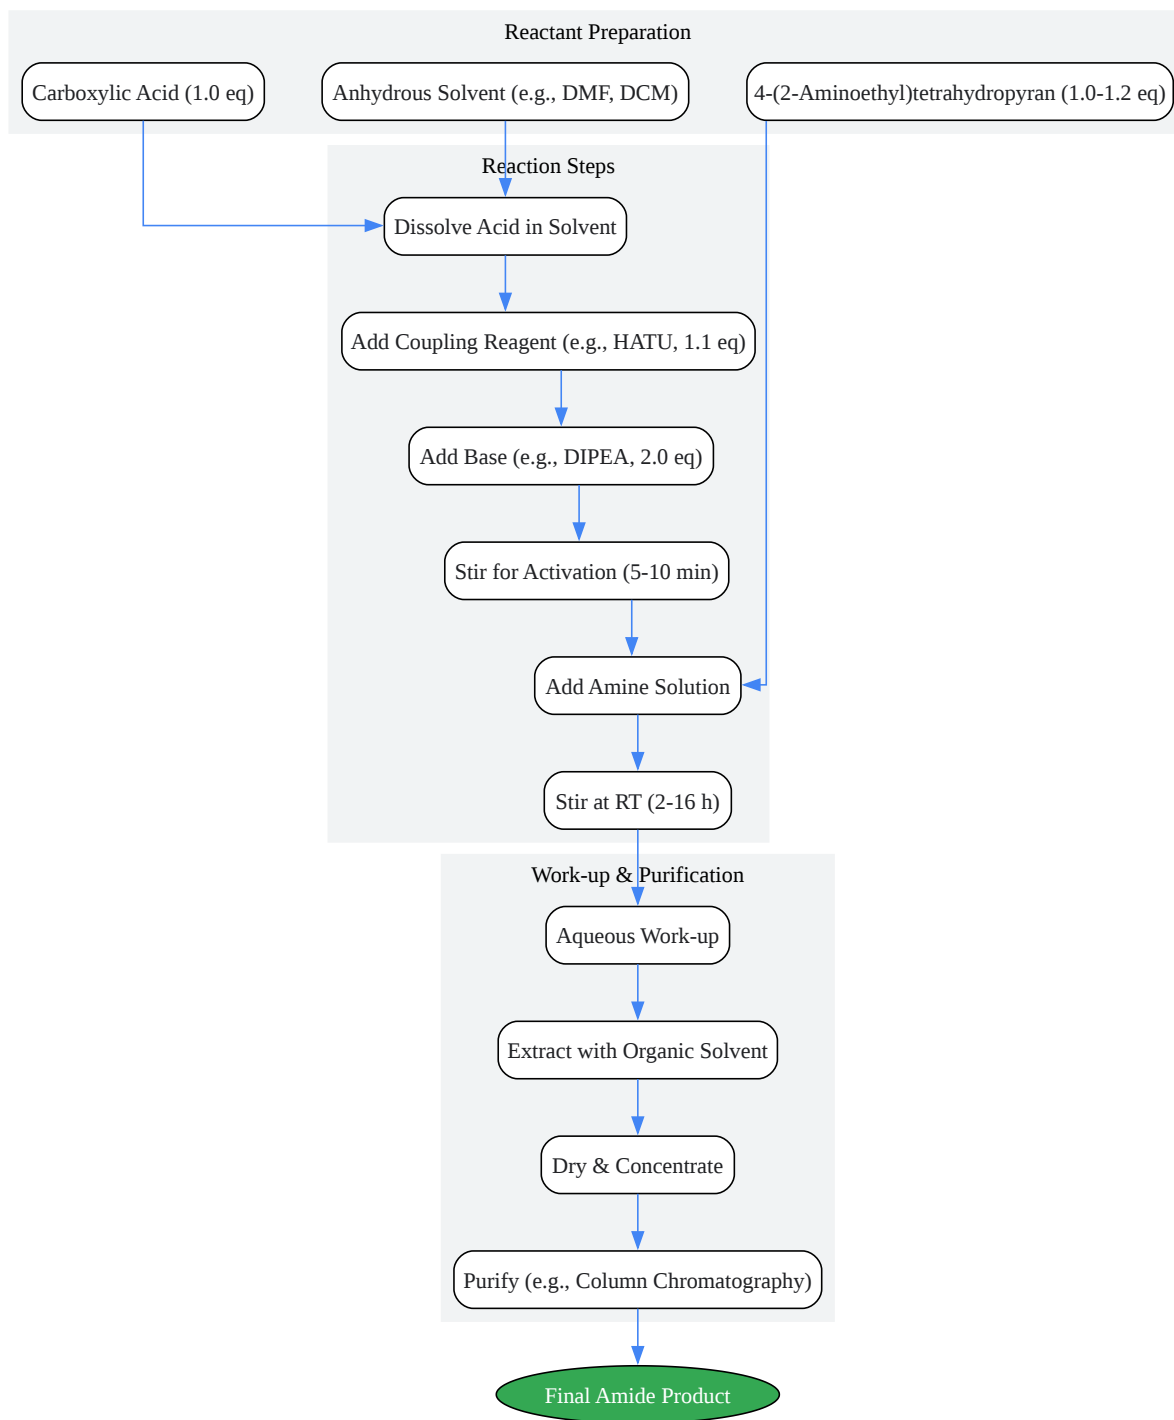 Reactant Preparation
Carboxylic Acid (1.0 eq)
Anhydrous Solvent (e.g., DMF, DCM)
4-(2-Aminoethyl)tetrahydropyran (1.0-1.2 eq)
Reaction Steps
Dissolve Acid in Solvent
Add Coupling Reagent (e.g., HATU, 1.1 eq)
Add Base (e.g., DIPEA, 2.0 eq)
Stir for Activation (5-10 min)
Add Amine Solution
Stir at RT (2-16 h)
Work-up & Purification
Aqueous Work-up
Extract with Organic Solvent
Dry & Concentrate
Purify (e.g., Column Chromatography)
Final Amide Product